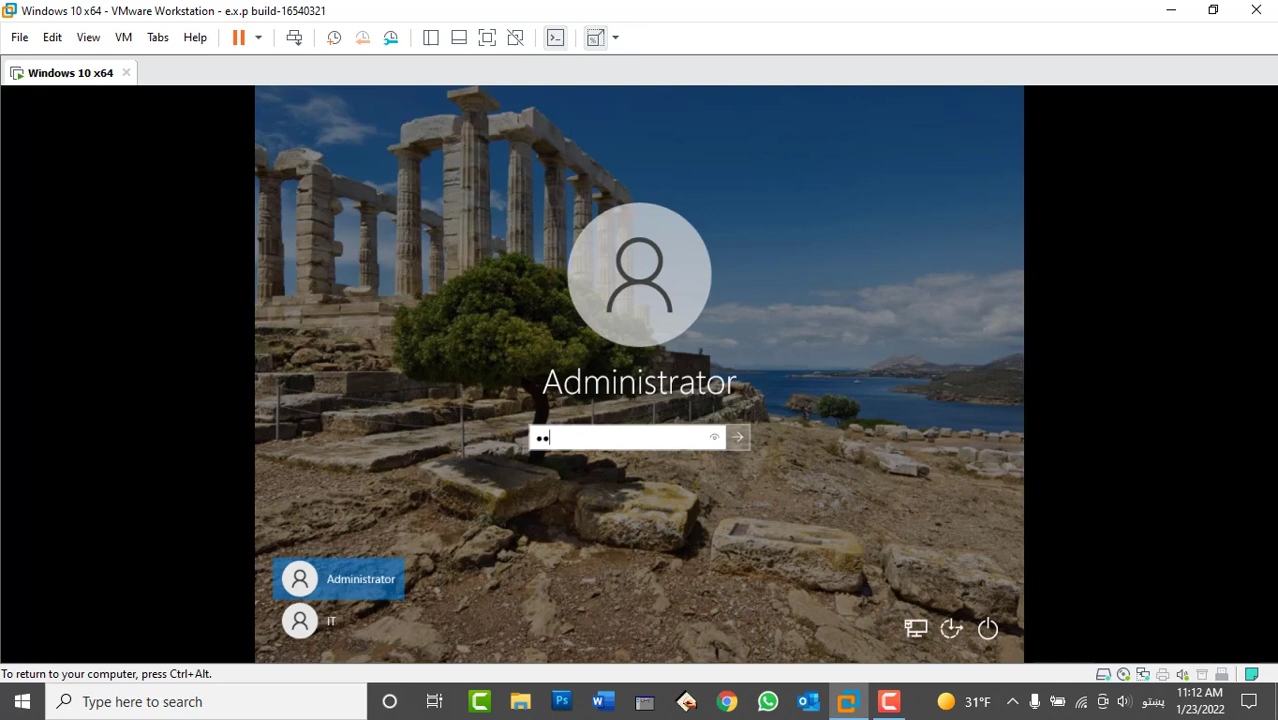 Windows 10 x64 - VMware Workstation - e.x.p build-16540321
File Edit View VM Tabs Help
Windows 10 x64
Administrator
Administrator
IT
To return to your computer, press Ctrl+Alt.
Type here to search
Ps
W
31°F
پښتو
11:12 AM
1/23/2022